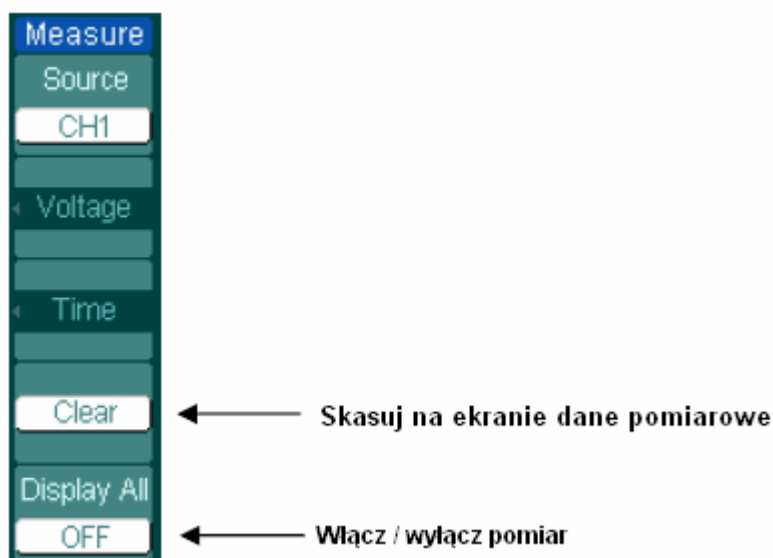 Measure
Source
CH1
Voltage
Time
Clear
Skasuj na ekranie dane pomiarowe
Display All
OFF
Włącz / wyłącz pomiar